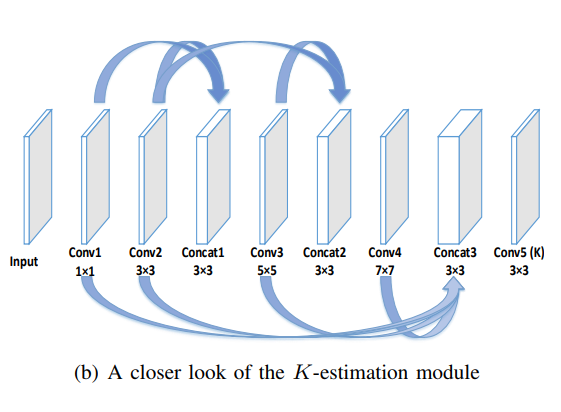 Input
Conv1
1×1
Conv2
3×3
Concat1
3×3
Conv3
5×5
Concat2
3×3
Conv4
7×7
Concat3
3×3
Conv5 (K)
3×3
(b) A closer look of the K-estimation module